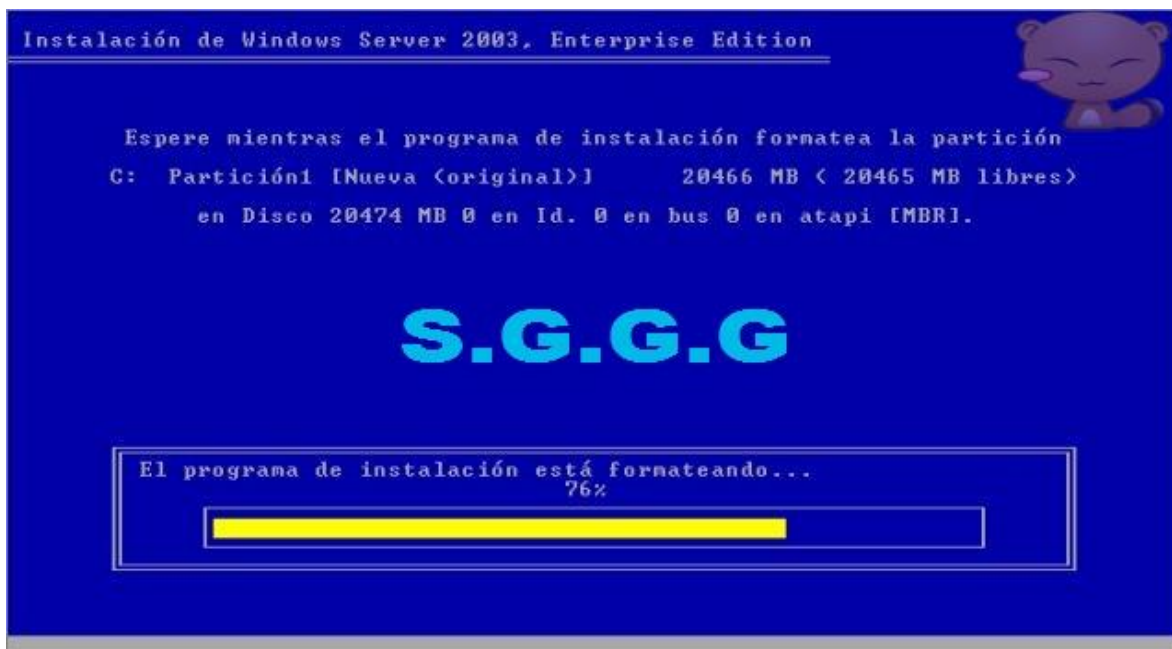 Instalación de Windows Server 2003, Enterprise Edition
Espere mientras el programa de instalación formatea la partición
C: Partición1 [Nueva (original)] 20466 MB ( 20465 MB libres)
en Disco 20474 MB 0 en Id. 0 en bus 0 en atapi [MBR].
S.G.G.G
El programa de instalación está formateando...
76%